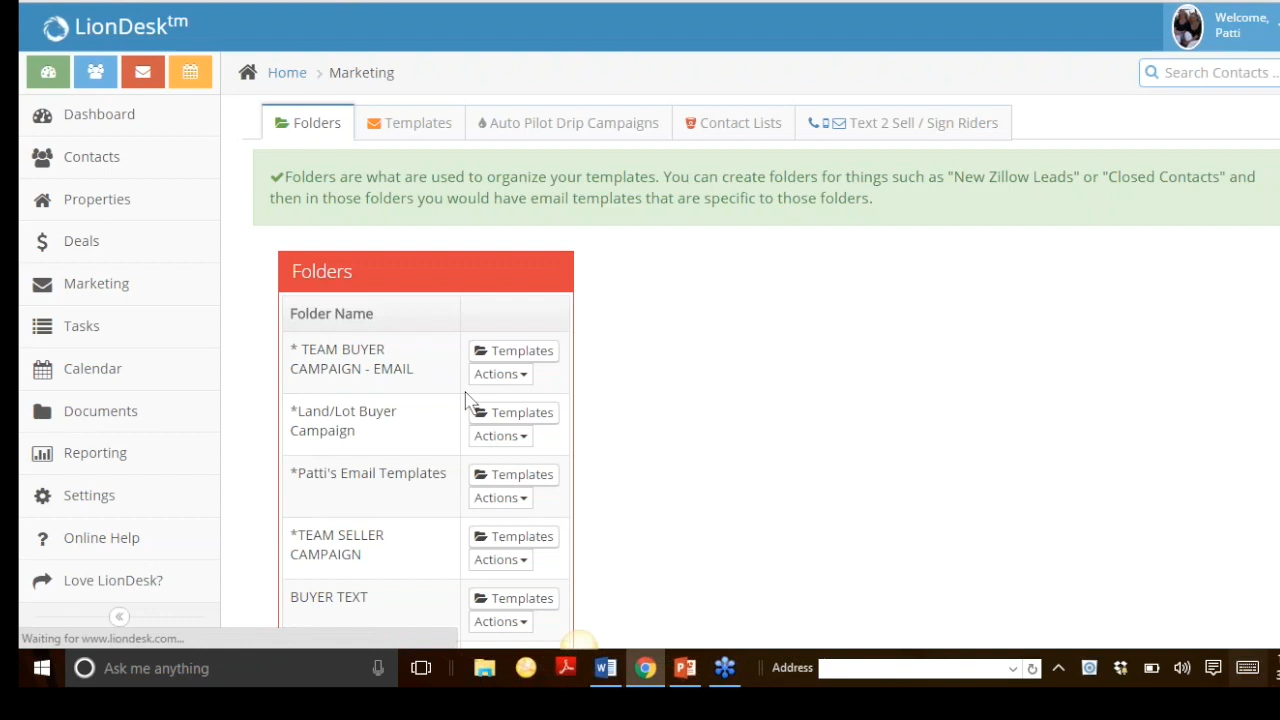 LionDesk™
Welcome,
Patti
Home > Marketing
Search Contacts ...
Dashboard
Contacts
Properties
Deals
Marketing
Tasks
Calendar
Documents
Reporting
Settings
Online Help
Love LionDesk?
Folders
Templates
Auto Pilot Drip Campaigns
Contact Lists
Text 2 Sell / Sign Riders
Folders are what are used to organize your templates. You can create folders for things such as "New Zillow Leads" or "Closed Contacts" and
then in those folders you would have email templates that are specific to those folders.
Folders
Folder Name
* TEAM BUYER
CAMPAIGN - EMAIL
Templates
Actions
*Land/Lot Buyer
Campaign
Templates
Actions
*Patti's Email Templates
Templates
Actions
*TEAM SELLER
CAMPAIGN
Templates
Actions
BUYER TEXT
Templates
Actions
Waiting for www.liondesk.com...
Ask me anything
Address